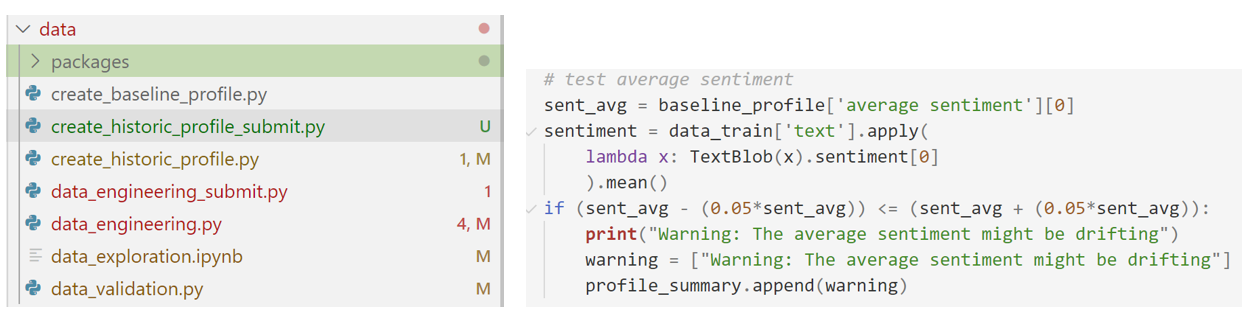 data
packages
create_baseline_profile.py
create_historic_profile_submit.py U
create_historic_profile.py 1, M
data_engineering_submit.py 1
data_engineering.py 4, M
data_exploration.ipynb M
data_validation.py M
# test average sentiment
sent_avg = baseline_profile['average sentiment'][0]
sentiment = data_train['text'].apply(
    lambda x: TextBlob(x).sentiment[0]
    ).mean()
if (sent_avg - (0.05*sent_avg)) <= (sent_avg + (0.05*sent_avg)):
    print("Warning: The average sentiment might be drifting")
    warning = ["Warning: The average sentiment might be drifting"]
    profile_summary.append(warning)